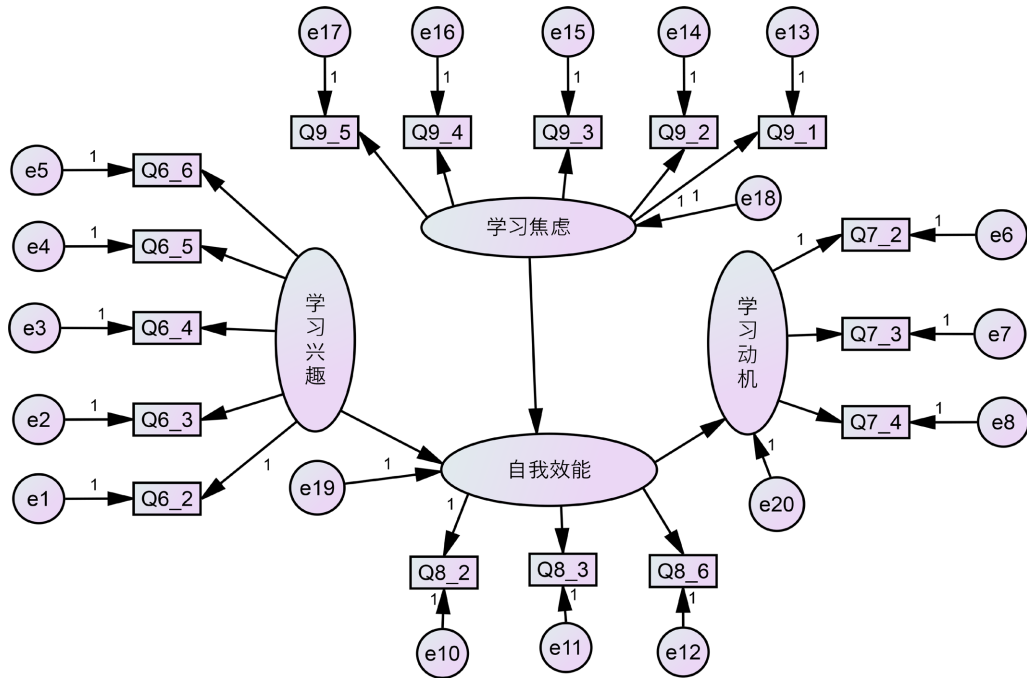 e17
e16
e15
e14
e13
1
1
1
1
1
Q9_5
Q9_4
Q9_3
Q9_2
Q9_1
e5
1
Q6_6
学习焦虑
1
1
e18
e4
1
Q6_5
1
Q7_2
1
e6
e3
1
Q6_4
学
习
兴
趣
学
习
动
机
Q7_3
1
e7
e2
1
Q6_3
Q7_4
1
e8
e1
1
Q6_2
1
e19
1
自我效能
1
e20
1
Q8_2
Q8_3
Q8_6
1
1
1
e10
e11
e12